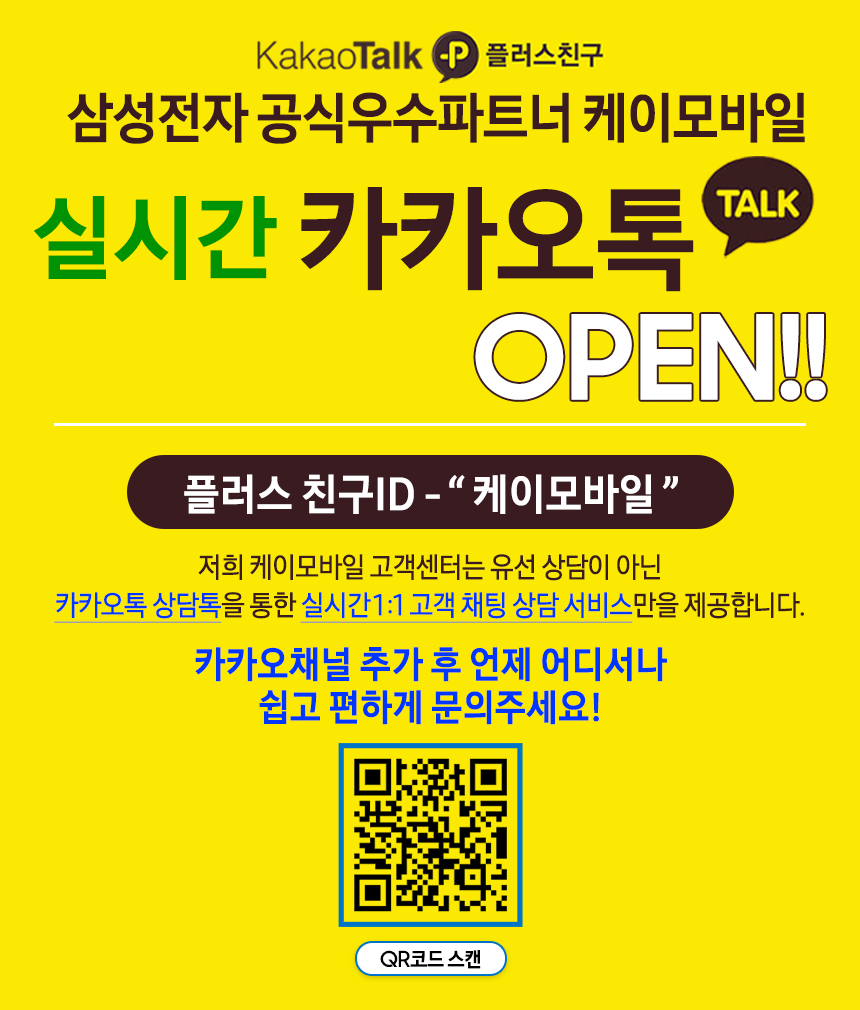 KakaoTalk P 플러스친구
삼성전자 공식우수파트너 케이모바일
실시간 카카오톡 TALK
OPEN!!
플러스 친구ID - “ 케이모바일 ”
저희 케이모바일 고객센터는 유선 상담이 아닌
카카오톡 상담톡을 통한 실시간 1:1 고객 채팅 상담 서비스만을 제공합니다.
카카오채널 추가 후 언제 어디서나
쉽고 편하게 문의주세요!
QR코드 스캔